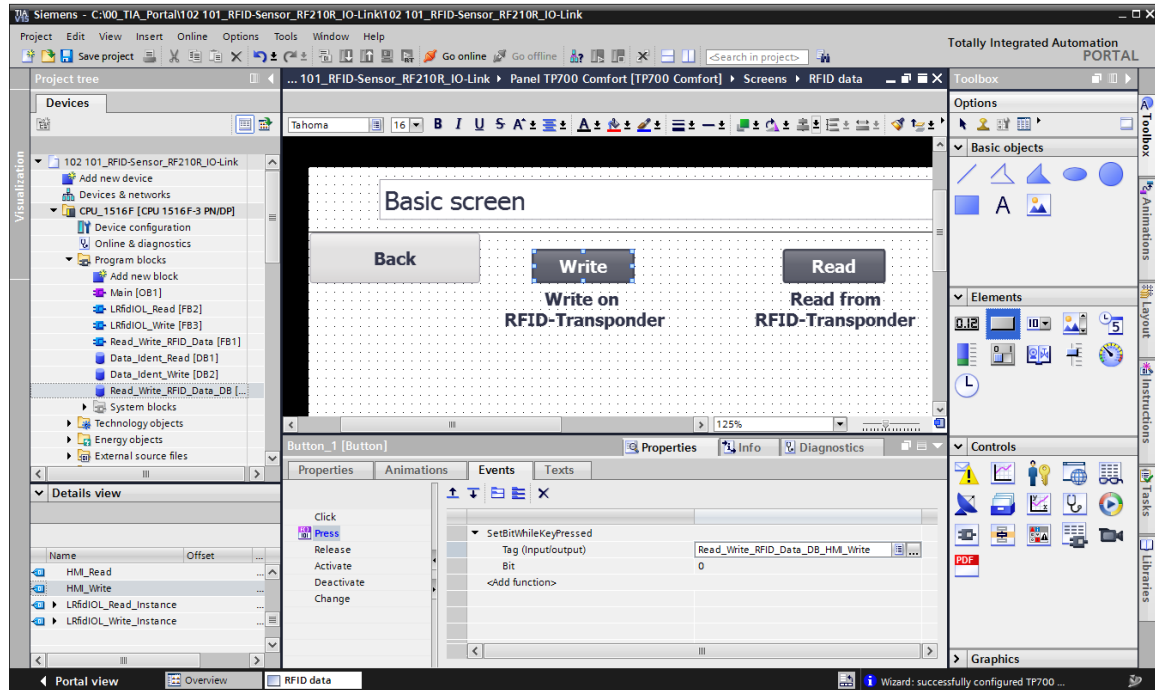 Siemens - C:\00_TIA_Portal\102 101_RFID-Sensor_RF210R_IO-Link\102 101_RFID-Sensor_RF210R_IO-Link
Project Edit View Insert Online Options Tools Window Help
Totally Integrated Automation
PORTAL
Save project Go online Go offline <Search in project>
Project tree
... 101_RFID-Sensor_RF210R_IO-Link ▸ Panel TP700 Comfort [TP700 Comfort] ▸ Screens ▸ RFID data
Toolbox
Devices
Options
Tahoma 16 B I U S A
Basic objects
102 101_RFID-Sensor_RF210R_IO-Link
Add new device
Devices & networks
CPU_1516F [CPU 1516F-3 PN/DP]
Device configuration
Online & diagnostics
Program blocks
Add new block
Main [OB1]
LRfidIOL_Read [FB2]
LRfidIOL_Write [FB3]
Read_Write_RFID_Data [FB1]
Data_Ident_Read [DB1]
Data_Ident_Write [DB2]
Read_Write_RFID_Data_DB [...
System blocks
Technology objects
Energy objects
External source files
Visualization
Basic screen
Back
Write
Read
Write on
RFID-Transponder
Read from
RFID-Transponder
125%
A
Elements
0.12
10
5
0 1
Controls
PDF
Graphics
Toolbox
Animations
Layout
Instructions
Tasks
Libraries
Details view
Name Offset ...
HMI_Read ...
HMI_Write ...
LRfidIOL_Read_Instance ...
LRfidIOL_Write_Instance ...
Button_1 [Button]
Properties Info Diagnostics
Properties Animations Events Texts
Click
Press
Release
Activate
Deactivate
Change
SetBitWhileKeyPressed
Tag (Input/output) Read_Write_RFID_Data_DB_HMI_Write ...
Bit 0
<Add function>
Portal view Overview RFID data
Wizard: successfully configured TP700 ...